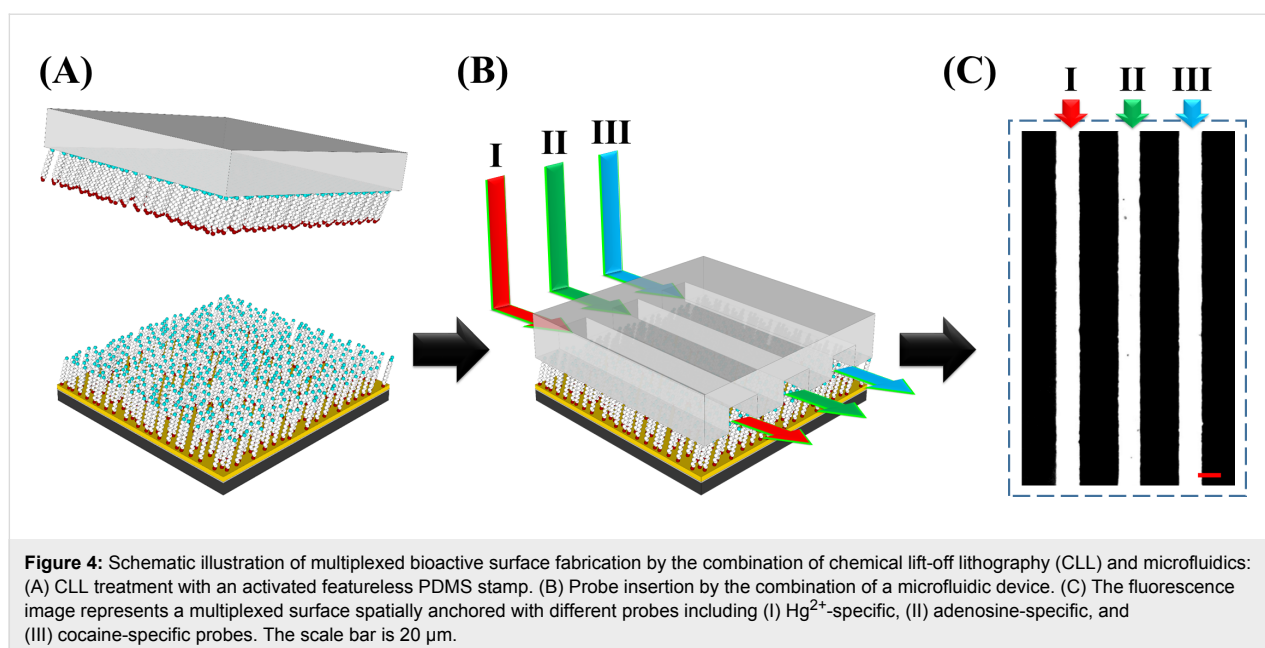 (A)
(B)
(C)
I
II
III
I
II
III
Figure 4: Schematic illustration of multiplexed bioactive surface fabrication by the combination of chemical lift-off lithography (CLL) and microfluidics:
(A) CLL treatment with an activated featureless PDMS stamp. (B) Probe insertion by the combination of a microfluidic device. (C) The fluorescence
image represents a multiplexed surface spatially anchored with different probes including (I) Hg²⁺-specific, (II) adenosine-specific, and
(III) cocaine-specific probes. The scale bar is 20 µm.